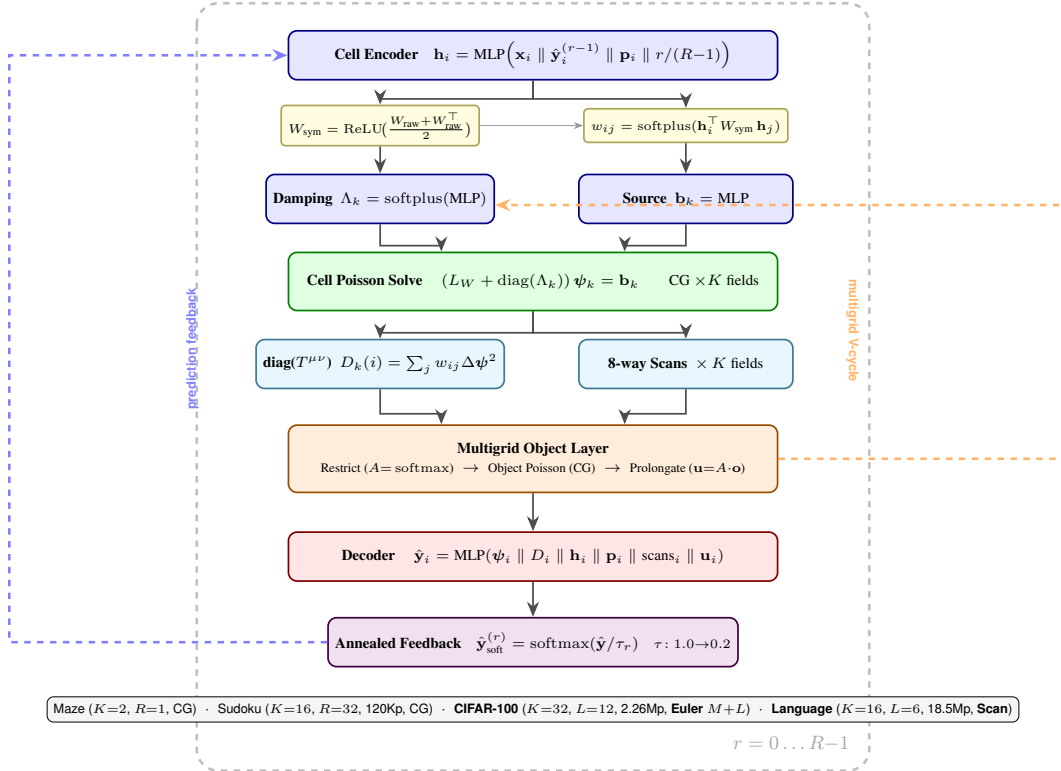 Cell Encoder h_i = MLP(x_i ∥ ŷ_i^(r−1) ∥ p_i ∥ r/(R−1))
W_sym = ReLU((W_raw+W_raw^⊤)/2)
w_ij = softplus(h_i^⊤ W_sym h_j)
Damping Λ_k = softplus(MLP)
Source b_k = MLP
Cell Poisson Solve (L_W + diag(Λ_k)) ψ_k = b_k CG ×K fields
prediction feedback
multigrid V-cycle
diag(T^μν) D_k(i) = ∑_j w_ij Δψ²
8-way Scans × K fields
Multigrid Object Layer
Restrict (A= softmax) → Object Poisson (CG) → Prolongate (u=A·o)
Decoder ŷ_i = MLP(ψ_i ∥ D_i ∥ h_i ∥ p_i ∥ scans_i ∥ u_i)
Annealed Feedback ŷ_soft^(r) = softmax(ŷ/τ_r) τ: 1.0→0.2
Maze (K=2, R=1, CG) · Sudoku (K=16, R=32, 120Kp, CG) · CIFAR-100 (K=32, L=12, 2.26Mp, Euler M+L) · Language (K=16, L=6, 18.5Mp, Scan)
r = 0 … R−1